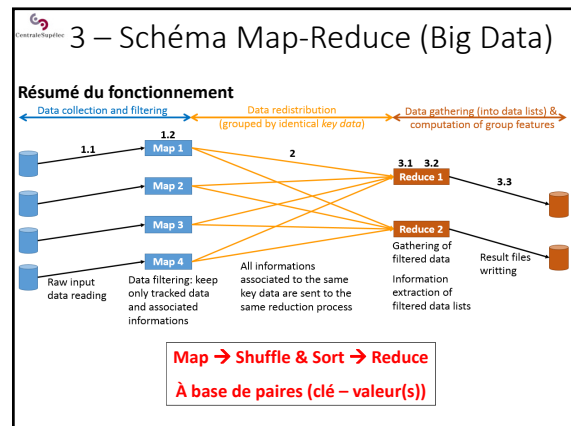 CentraleSupélec
3 – Schéma Map-Reduce (Big Data)
Résumé du fonctionnement
Data collection and filtering
Data redistribution
(grouped by identical key data)
Data gathering (into data lists) &
computation of group features
1.1
1.2
2
3.1 3.2
3.3
Map 1
Map 2
Map 3
Map 4
Reduce 1
Reduce 2
Raw input
data reading
Data filtering: keep
only tracked data
and associated
informations
All informations
associated to the same
key data are sent to the
same reduction process
Gathering of
filtered data
Information
extraction of
filtered data lists
Result files
writting
Map → Shuffle & Sort → Reduce
À base de paires (clé – valeur(s))